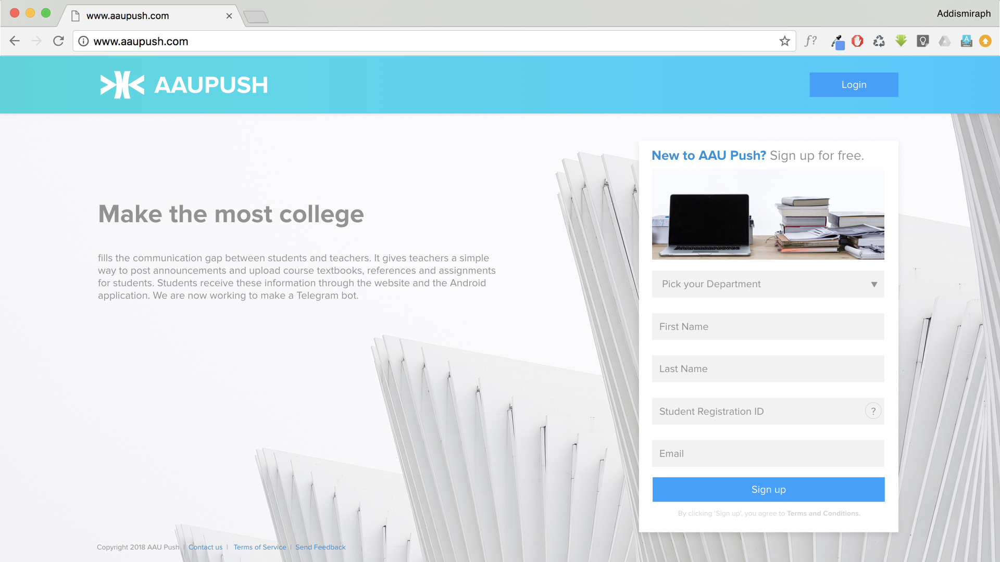 www.aaupush.com
Addismiraph
www.aaupush.com
f?
A
AAUPUSH
Login
New to AAU Push? Sign up for free.
Make the most college
fills the communication gap between students and teachers. It gives teachers a simple
way to post announcements and upload course textbooks, references and assignments
for students. Students receive these information through the website and the Android
application. We are now working to make a Telegram bot.
Pick your Department
First Name
Last Name
Student Registration ID
?
Email
Sign up
By clicking 'Sign up', you agree to Terms and Conditions.
Copyright 2018 AAU Push | Contact us | Terms of Service | Send Feedback